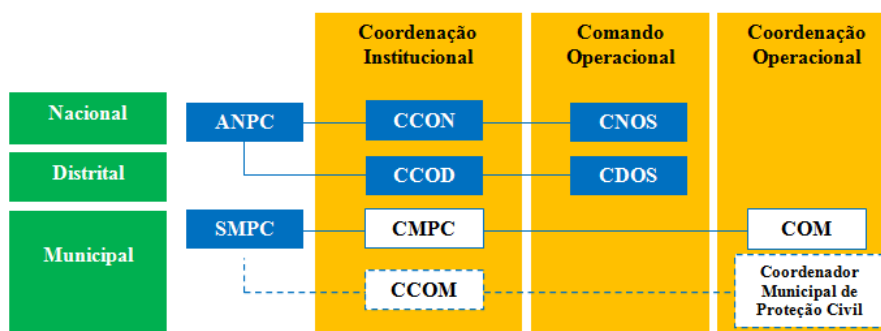 Coordenação
Institucional
Comando
Operacional
Coordenação
Operacional
Nacional
ANPC
CCON
CNOS
Distrital
CCOD
CDOS
Municipal
SMPC
CMPC
COM
CCOM
Coordenador
Municipal de
Proteção Civil